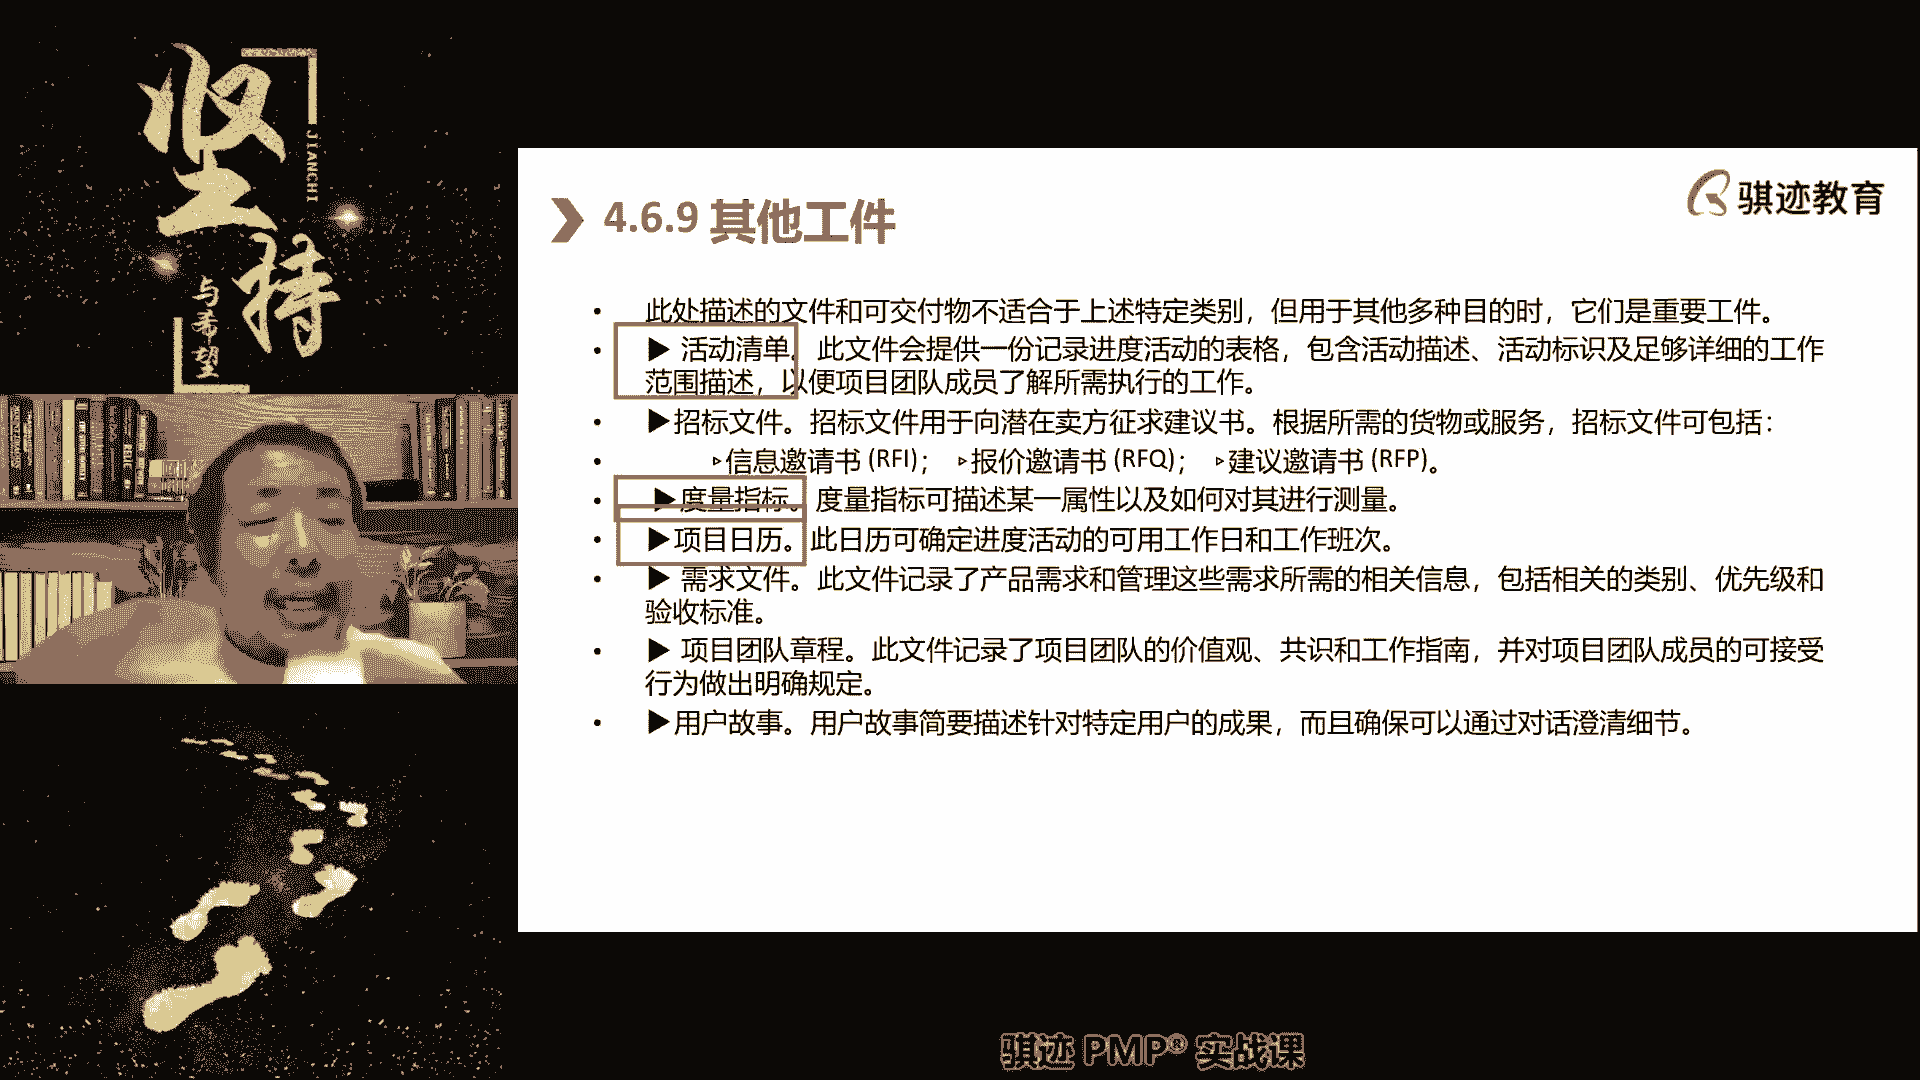 坚持
JIANCHI
与希望
骐迹教育
4.6.9 其他工件
• 此处描述的文件和可交付物不适合于上述特定类别，但用于其他多种目的时，它们是重要工件。
• ▶ 活动清单。此文件会提供一份记录进度活动的表格，包含活动描述、活动标识及足够详细的工作
范围描述，以便项目团队成员了解所需执行的工作。
• ▶招标文件。招标文件用于向潜在卖方征求建议书。根据所需的货物或服务，招标文件可包括：
• ▹信息邀请书 (RFI)； ▹报价邀请书 (RFQ)； ▹建议邀请书 (RFP)。
• ▶度量指标。度量指标可描述某一属性以及如何对其进行测量。
• ▶项目日历。此日历可确定进度活动的可用工作日和工作班次。
• ▶ 需求文件。此文件记录了产品需求和管理这些需求所需的相关信息，包括相关的类别、优先级和
验收标准。
• ▶ 项目团队章程。此文件记录了项目团队的价值观、共识和工作指南，并对项目团队成员的可接受
行为做出明确规定。
• ▶用户故事。用户故事简要描述针对特定用户的成果，而且确保可以通过对话澄清细节。
骐迹 PMP® 实战课